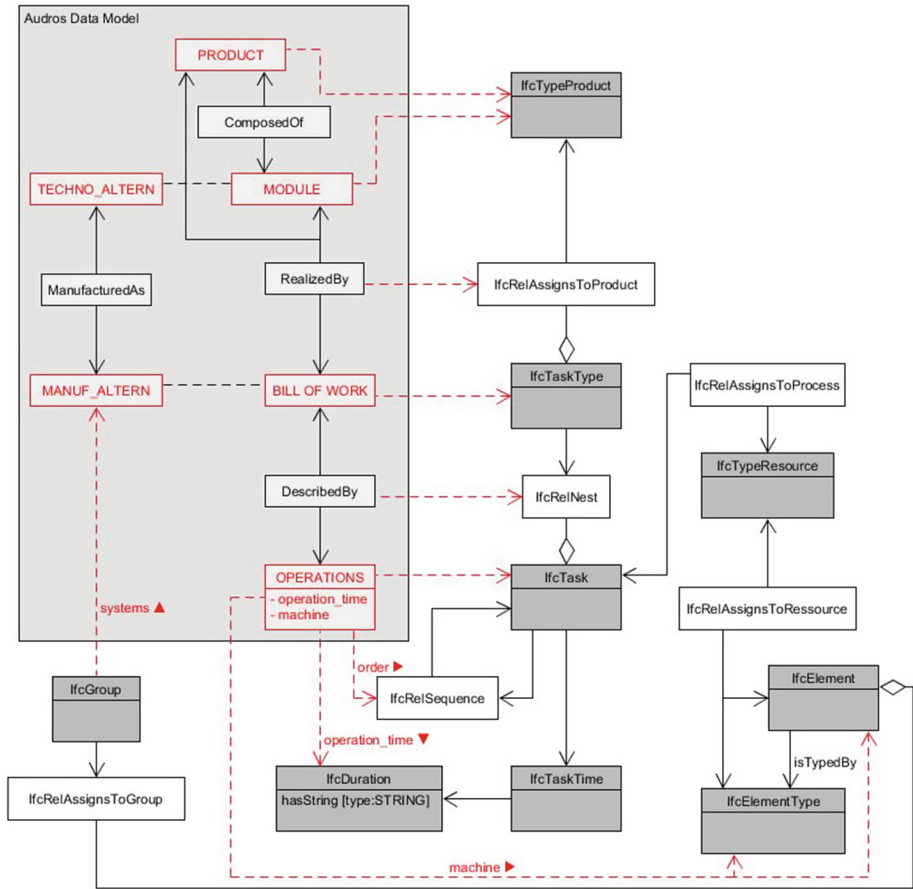 Audros Data Model
PRODUCT
IfcTypeProduct
ComposedOf
TECHNO_ALTERN
MODULE
ManufacturedAs
RealizedBy
IfcRelAssignsToProduct
MANUF_ALTERN
BILL OF WORK
IfcTaskType
IfcRelAssignsToProcess
IfcTypeResource
DescribedBy
IfcRelNest
OPERATIONS
- operation_time
- machine
IfcTask
systems ▲
IfcRelAssignsToRessource
order ▶
IfcGroup
IfcRelSequence
IfcElement
operation_time ▼
isTypedBy
IfcRelAssignsToGroup
IfcDuration
hasString [type:STRING]
IfcTaskTime
IfcElementType
machine ▶